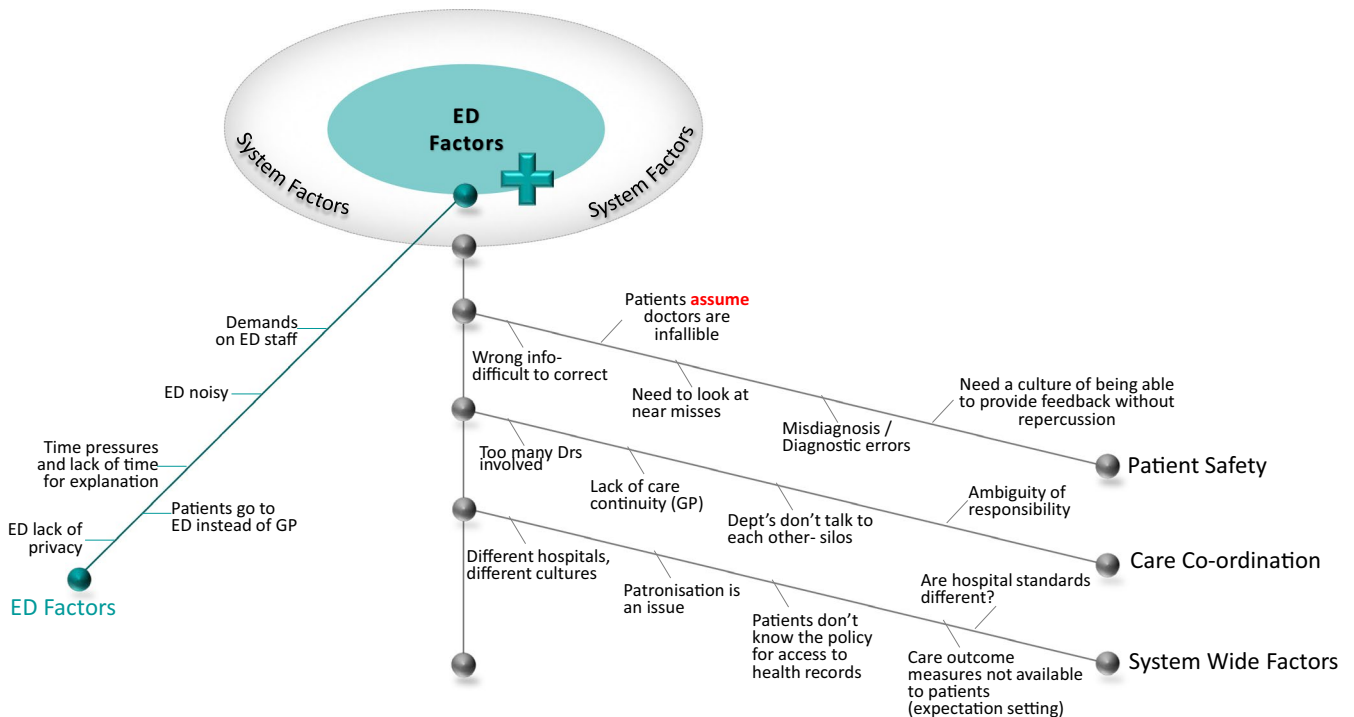 ED
Factors
System Factors
System Factors
Demands
on ED staff
ED noisy
Time pressures
and lack of time
for explanation
Patients go to
ED instead of GP
ED lack of
privacy
ED Factors
Patients assume
doctors are
infallible
Wrong info-
difficult to correct
Need to look at
near misses
Need a culture of being able
to provide feedback without
repercussion
Misdiagnosis /
Diagnostic errors
Patient Safety
Too many Drs
involved
Lack of care
continuity (GP)
Dept's don't talk to
each other- silos
Ambiguity of
responsibility
Care Co-ordination
Different hospitals,
different cultures
Patronisation is
an issue
Patients don't
know the policy
for access to
health records
Are hospital standards
different?
Care outcome
measures not available
to patients
(expectation setting)
System Wide Factors